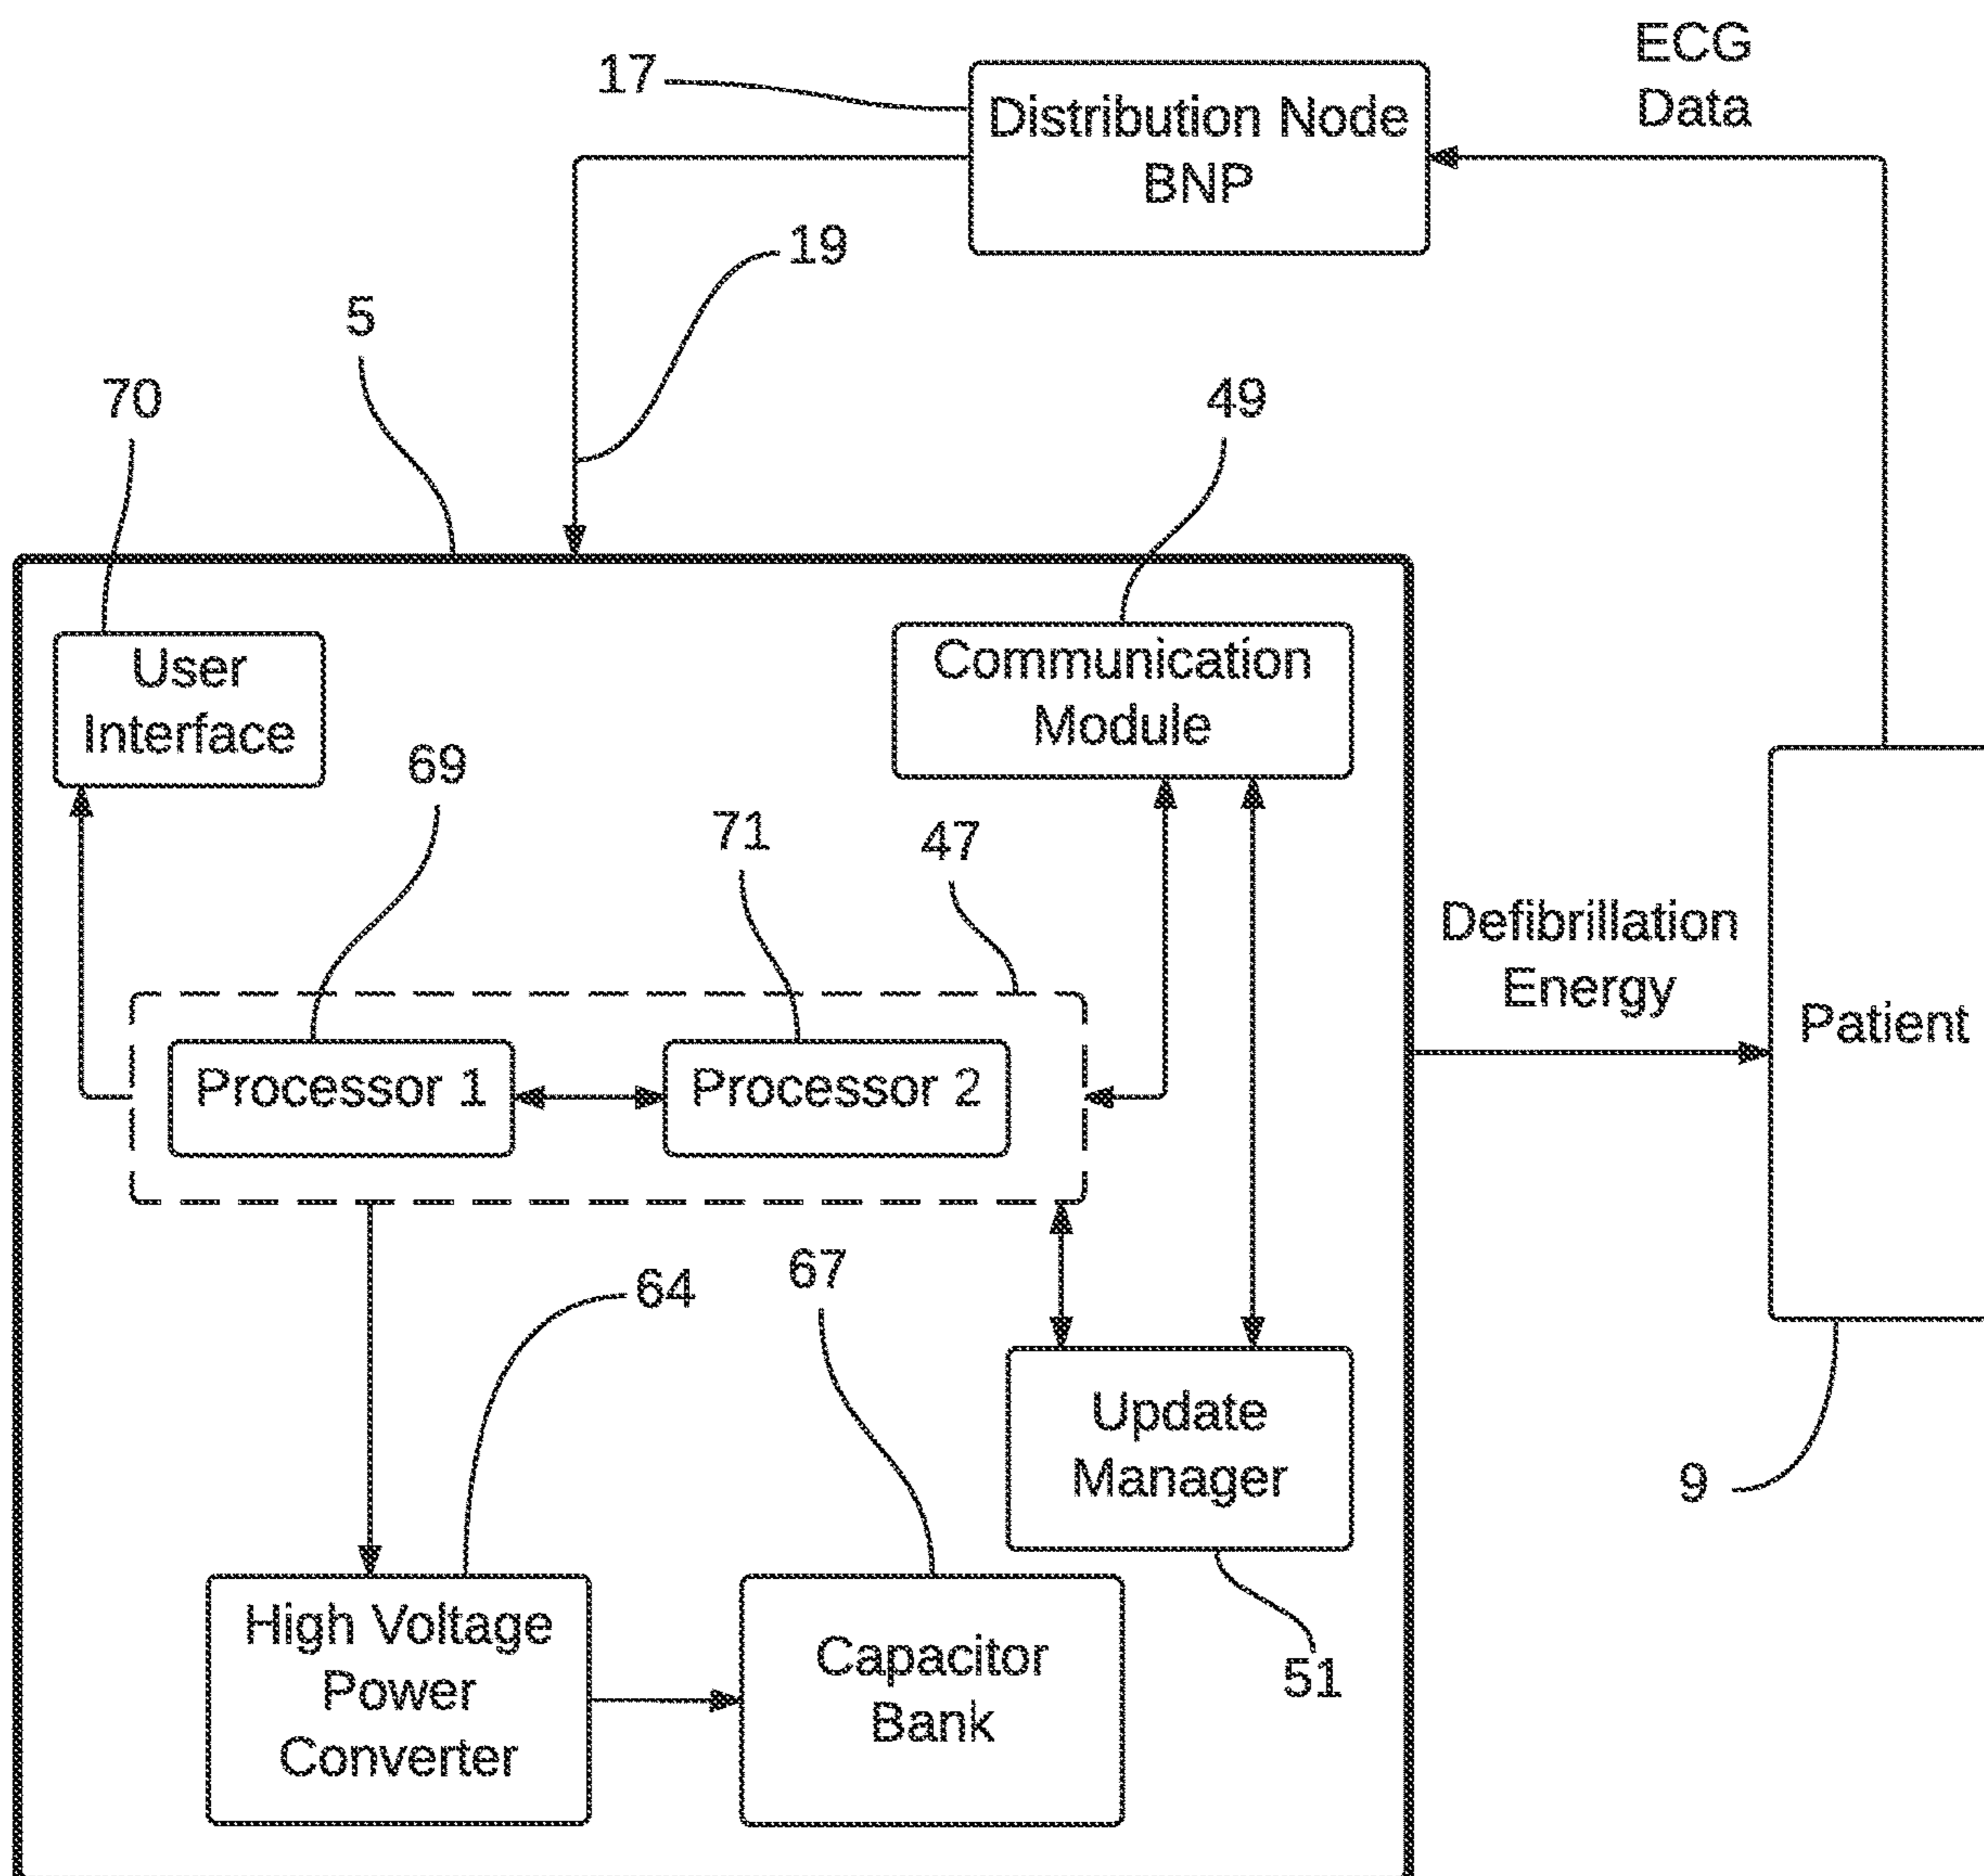 ECG
Data
17
Distribution Node
BNP
19
5
70
49
User
Interface
Communication
Module
69
71
47
Defibrillation
Energy
Patient
Processor 1
Processor 2
64
67
Update
Manager
9
High Voltage
Power
Converter
Capacitor
Bank
51